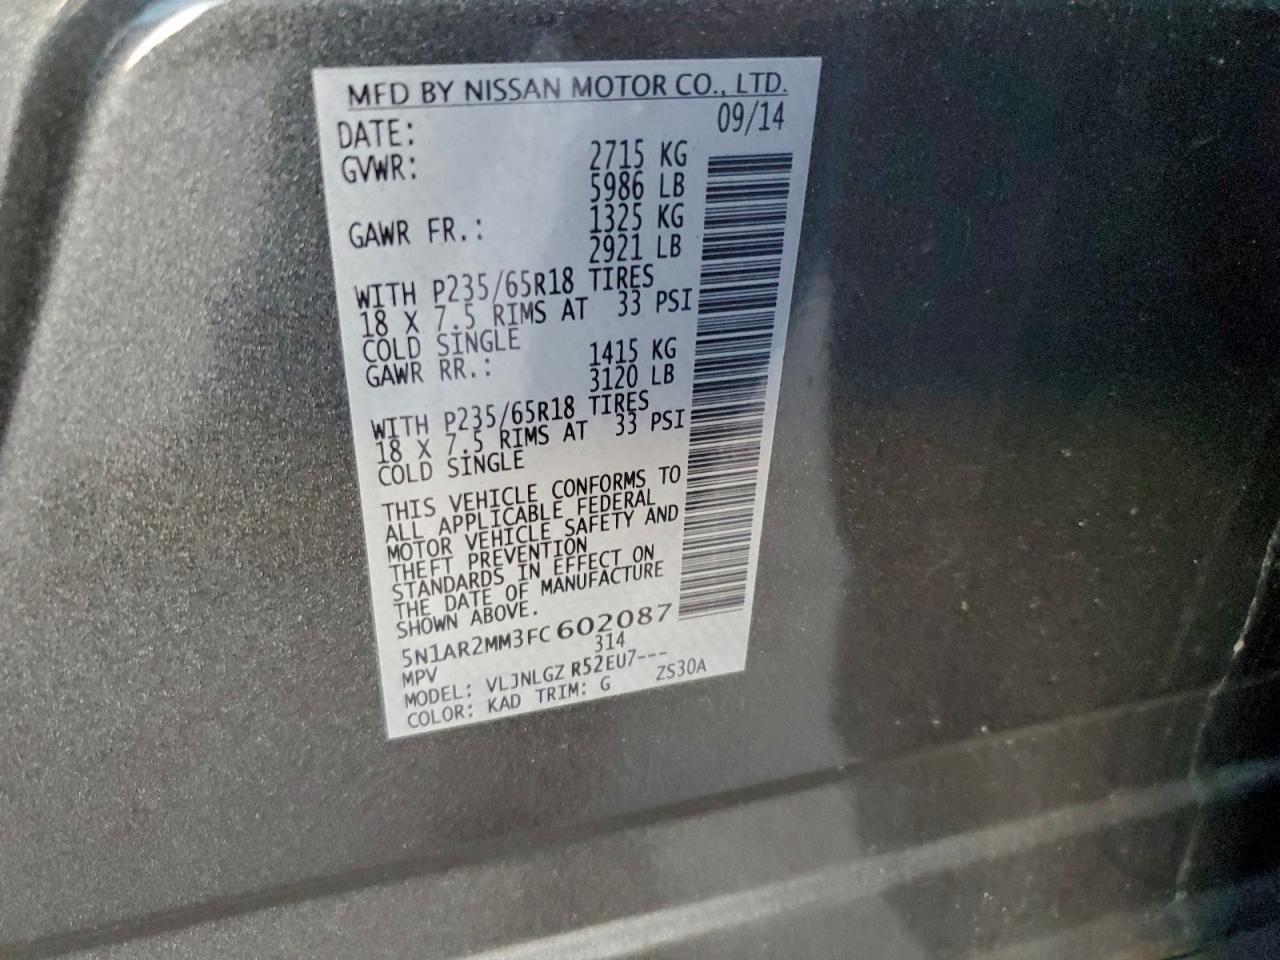 MFD BY NISSAN MOTOR CO., LTD.
DATE: 09/14
GVWR: 2715 KG
5986 LB
GAWR FR.: 1325 KG
2921 LB
WITH P235/65R18 TIRES
18 X 7.5 RIMS AT 33 PSI
COLD SINGLE
GAWR RR.: 1415 KG
3120 LB
WITH P235/65R18 TIRES
18 X 7.5 RIMS AT 33 PSI
COLD SINGLE
THIS VEHICLE CONFORMS TO
ALL APPLICABLE FEDERAL
MOTOR VEHICLE SAFETY AND
THEFT PREVENTION
STANDARDS IN EFFECT ON
THE DATE OF MANUFACTURE
SHOWN ABOVE.
5N1AR2MM3FC602087
MPV 314
MODEL: VLJNLGZ R52EU7---
COLOR: KAD TRIM: G ZS30A